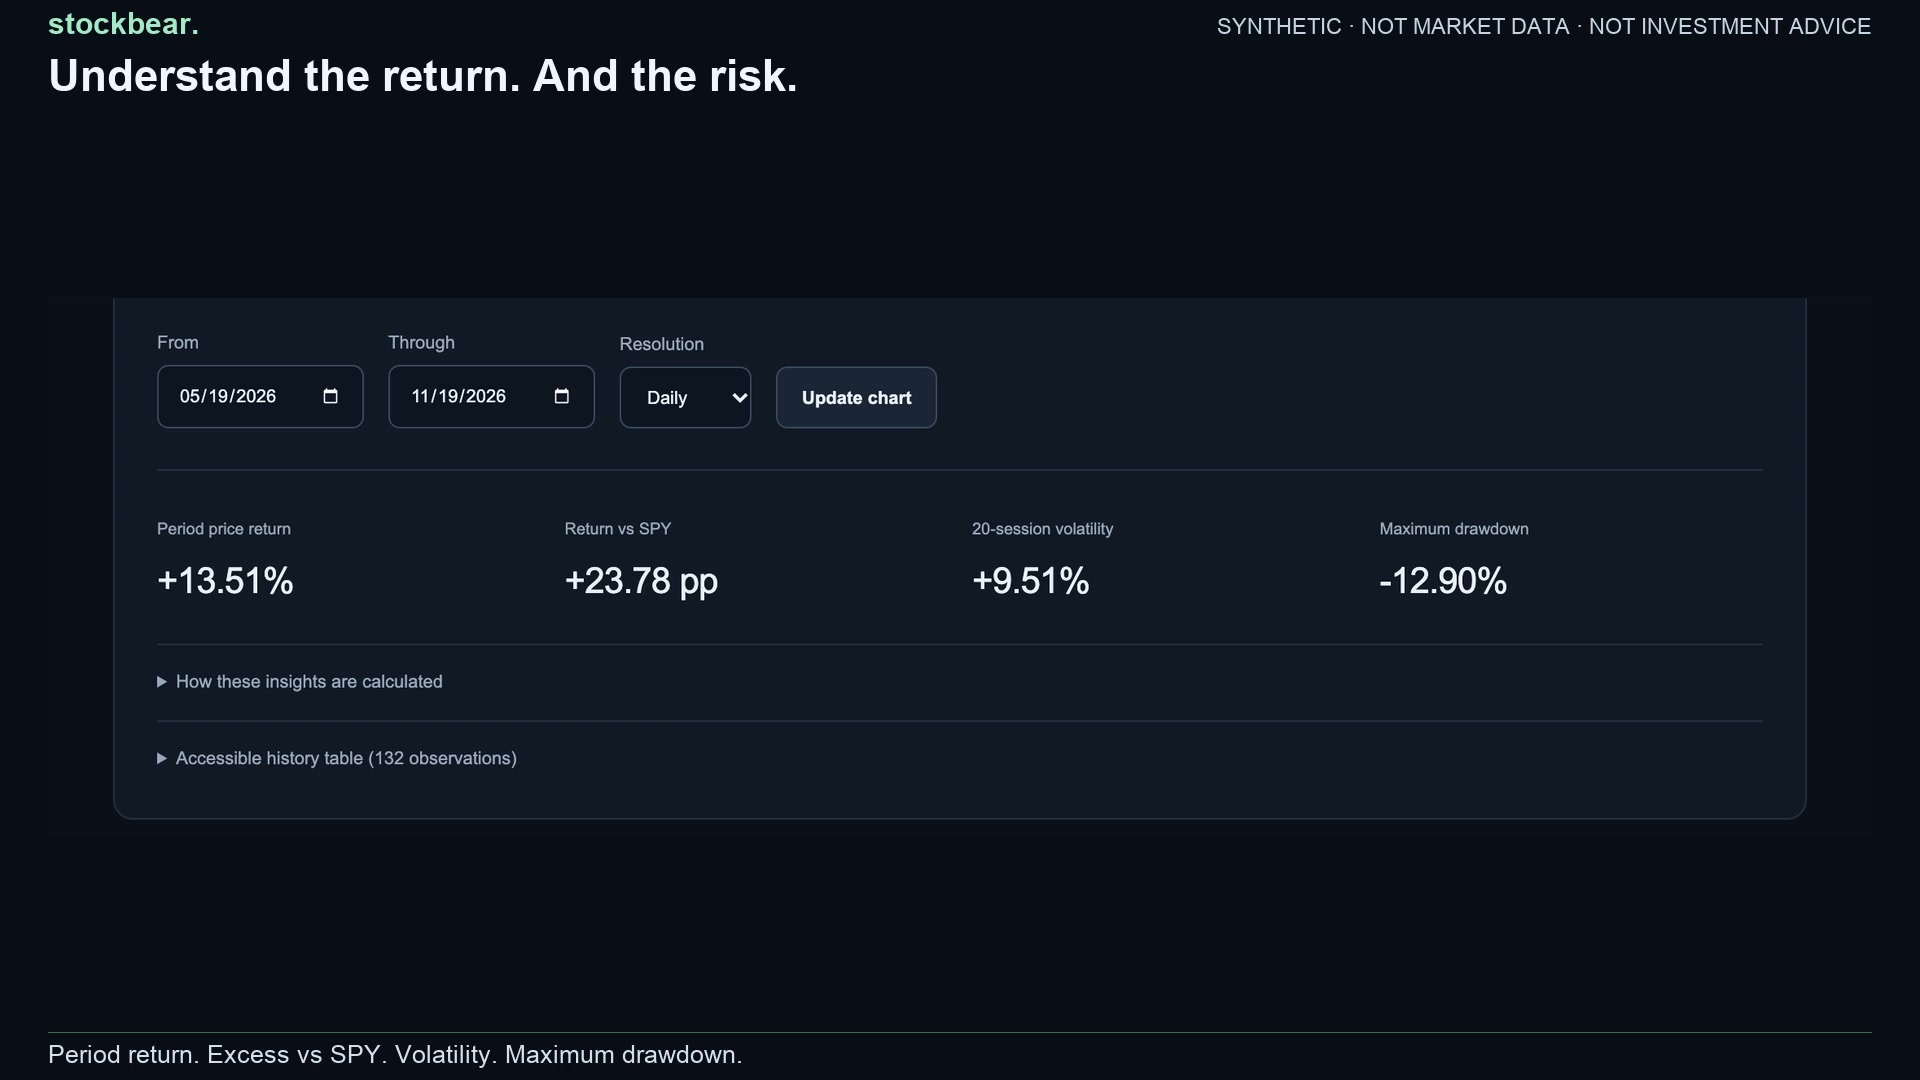 stockbear.
SYNTHETIC · NOT MARKET DATA · NOT INVESTMENT ADVICE
Understand the return. And the risk.
From
Through
Resolution
05/19/2026
11/19/2026
Daily
Update chart
Period price return
Return vs SPY
20-session volatility
Maximum drawdown
+13.51%
+23.78 pp
+9.51%
-12.90%
How these insights are calculated
Accessible history table (132 observations)
Period return. Excess vs SPY. Volatility. Maximum drawdown.